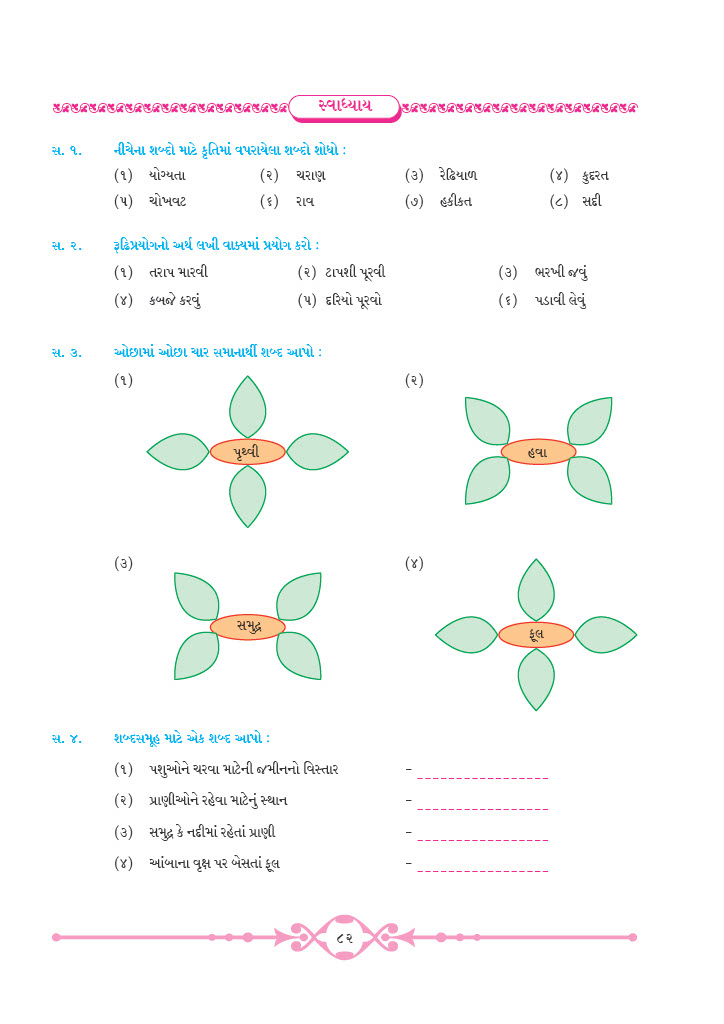 સ્વાધ્યાય
સ. ૧. નીચેના શબ્દો માટે કૃતિમાં વપરાયેલા શબ્દો શોધો :
(૧) યોગ્યતા (૨) ચરાણ (૩) રેઢિયાળ (૪) કુદરત
(૫) ચોખવટ (૬) રાવ (૭) હકીકત (૮) સદી
સ. ૨. રૂઢિપ્રયોગનો અર્થ લખી વાક્યમાં પ્રયોગ કરો :
(૧) તરાપ મારવી (૨) ટાપશી પૂરવી (૩) ભરખી જવું
(૪) કબજે કરવું (૫) દરિયો પૂરવો (૬) પડાવી લેવું
સ. ૩. ઓછામાં ઓછા ચાર સમાનાર્થી શબ્દ આપો :
(૧) (૨)
પૃથ્વી હવા
(૩) (૪)
સમુદ્ર ફૂલ
સ. ૪. શબ્દસમૂહ માટે એક શબ્દ આપો :
(૧) પશુઓને ચરવા માટેની જમીનનો વિસ્તાર – _ _ _ _ _ _ _ _ _ _ _ _ _ _ _ _
(૨) પ્રાણીઓને રહેવા માટેનું સ્થાન – _ _ _ _ _ _ _ _ _ _ _ _ _ _ _ _
(૩) સમુદ્ર કે નદીમાં રહેતાં પ્રાણી – _ _ _ _ _ _ _ _ _ _ _ _ _ _ _ _
(૪) આંબાના વૃક્ષ પર બેસતાં ફૂલ – _ _ _ _ _ _ _ _ _ _ _ _ _ _ _ _
૮૨